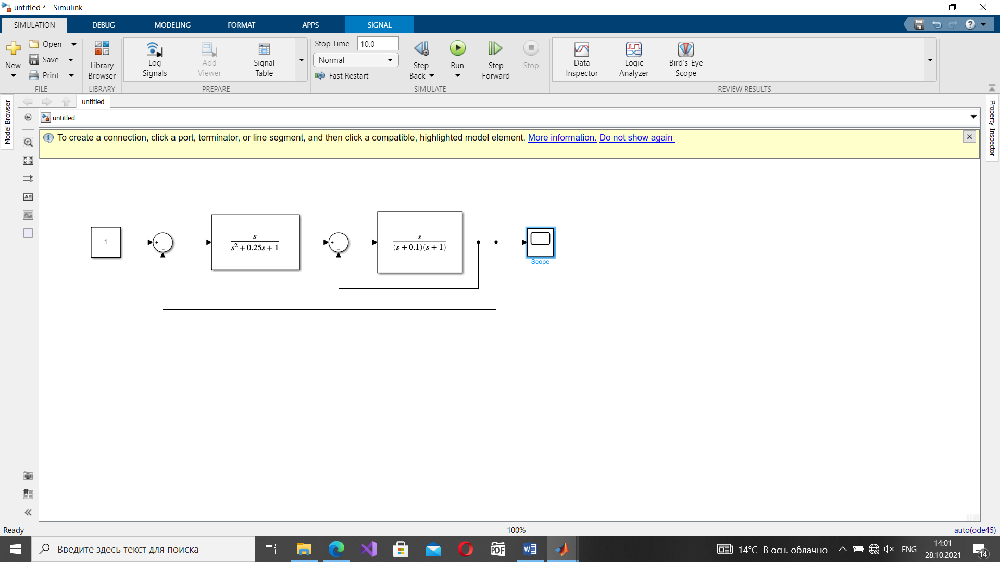 untitled * - Simulink
SIMULATION DEBUG MODELING FORMAT APPS SIGNAL
New
Open
Save
Print
FILE
Library
Browser
LIBRARY
Log
Signals
Add
Viewer
Signal
Table
PREPARE
Stop Time 10.0
Normal
Fast Restart
Step
Back
Run
Step
Forward
Stop
SIMULATE
Data
Inspector
Logic
Analyzer
Bird's-Eye
Scope
REVIEW RESULTS
Model Browser
untitled
untitled
Property Inspector
To create a connection, click a port, terminator, or line segment, and then click a compatible, highlighted model element. More information. Do not show again
1
s
s² + 0.25s + 1
s
(s + 0.1)(s + 1)
Scope
Ready 100% auto(ode45)
Введите здесь текст для поиска
PDF
14°C В осн. облачно
ENG
14:01
28.10.2021
14